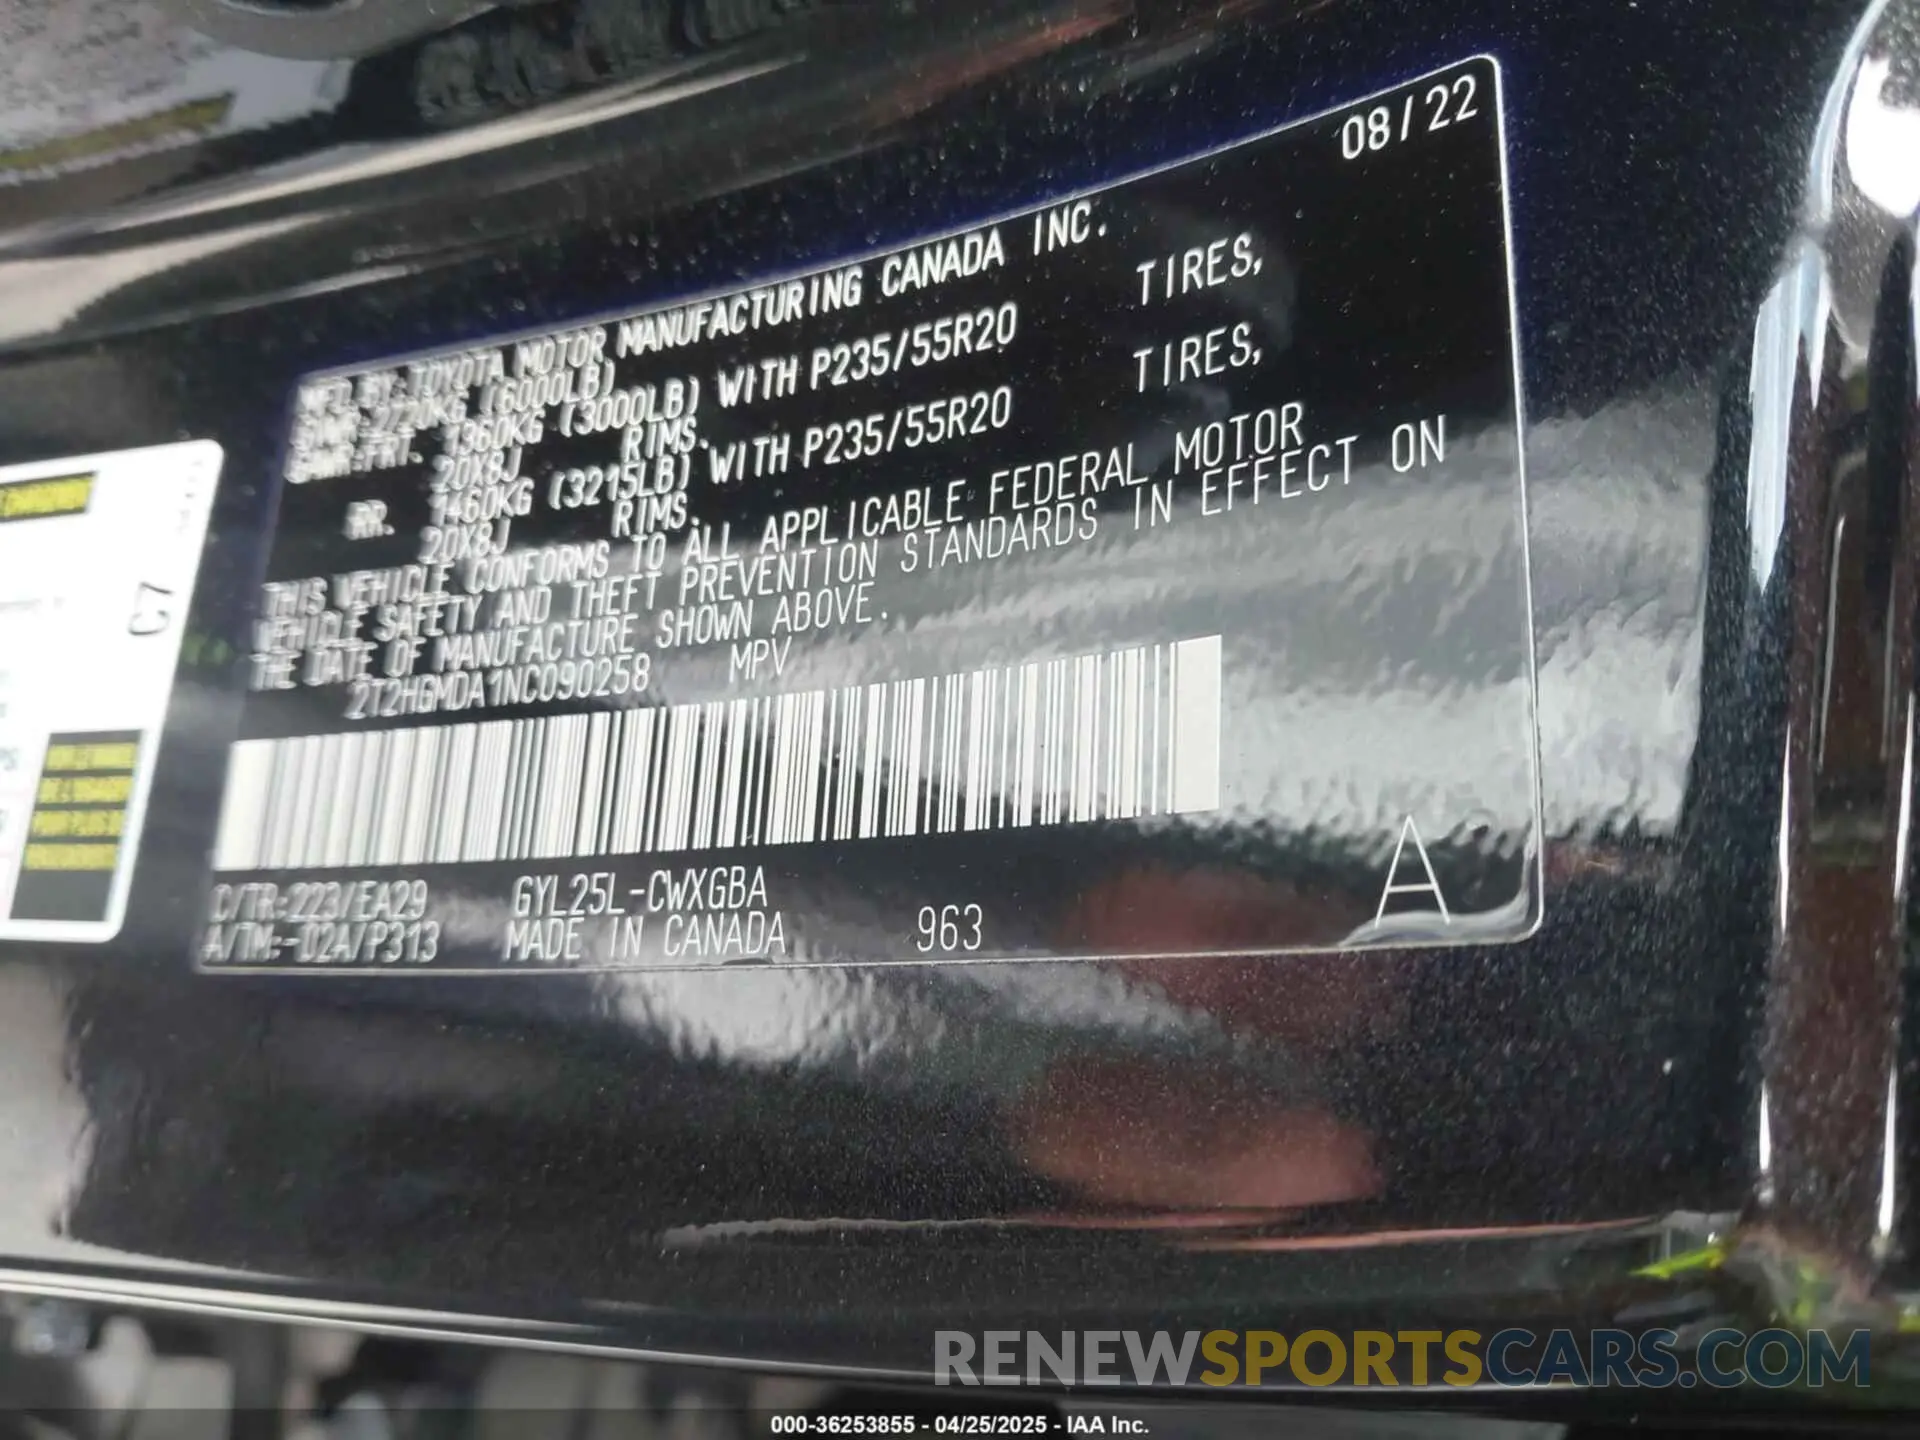 08/22
MFD.BY:TOYOTA MOTOR MANUFACTURING CANADA INC.
GVWR:2720KG (6000LB)
GAWR:FRT. 1360KG (3000LB) WITH P235/55R20 TIRES,
20X8J RIMS.
RR. 1460KG (3215LB) WITH P235/55R20 TIRES,
20X8J RIMS.
THIS VEHICLE CONFORMS TO ALL APPLICABLE FEDERAL MOTOR
VEHICLE SAFETY AND THEFT PREVENTION STANDARDS IN EFFECT ON
THE DATE OF MANUFACTURE SHOWN ABOVE.
2T2HGMDA1NC090258 MPV
C/TR:223/EA29 GYL25L-CWXGBA
A/TM:-02A/P313 MADE IN CANADA 963
A
C7
RENEWSPORTSCARS.COM
000-36253855 - 04/25/2025 - IAA Inc.